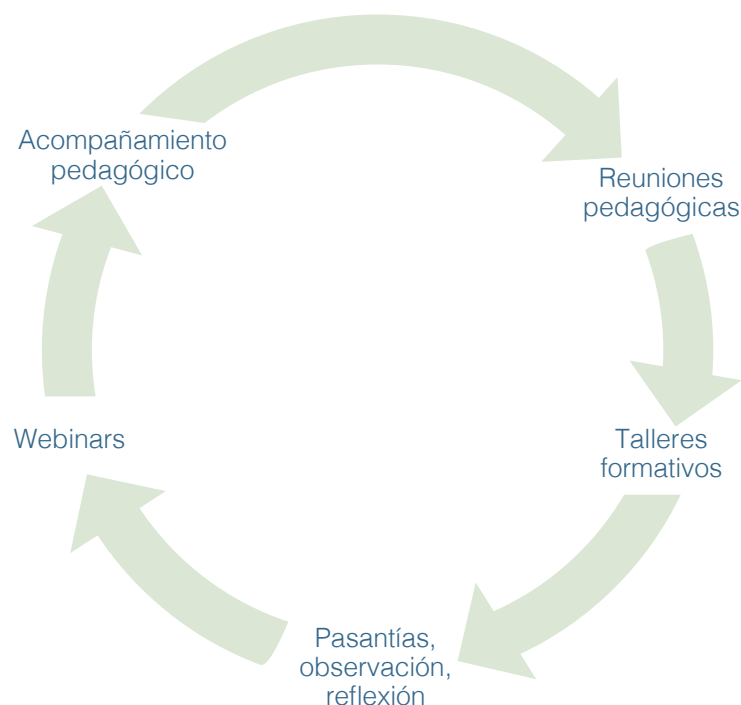 Acompañamiento
pedagógico
Reuniones
pedagógicas
Talleres
formativos
Pasantías,
observación,
reflexión
Webinars